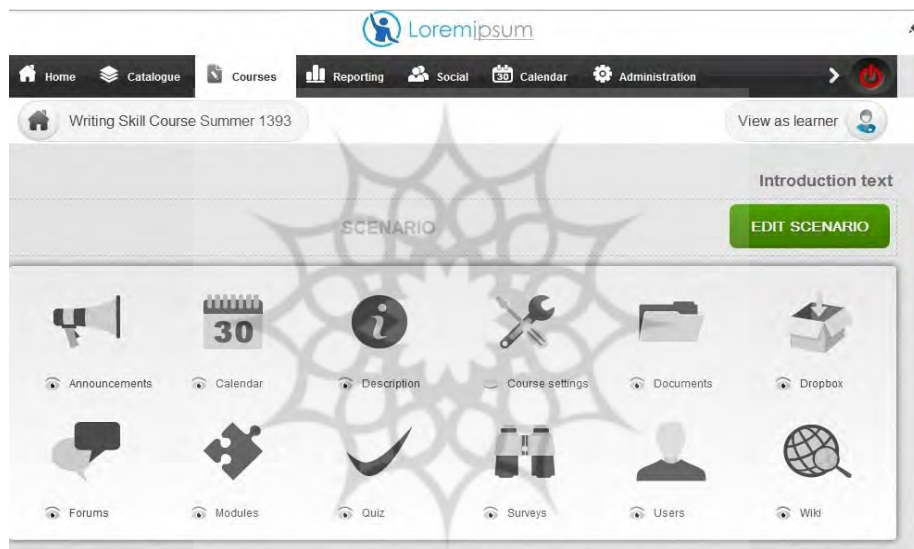 Loremipsum
Home Catalogue Courses Reporting Social 30 Calendar Administration
Writing Skill Course Summer 1393 View as learner
Introduction text
SCENARIO EDIT SCENARIO
30
Announcements Calendar Description Course settings Documents Dropbox
Forums Modules Quiz Surveys Users Wiki